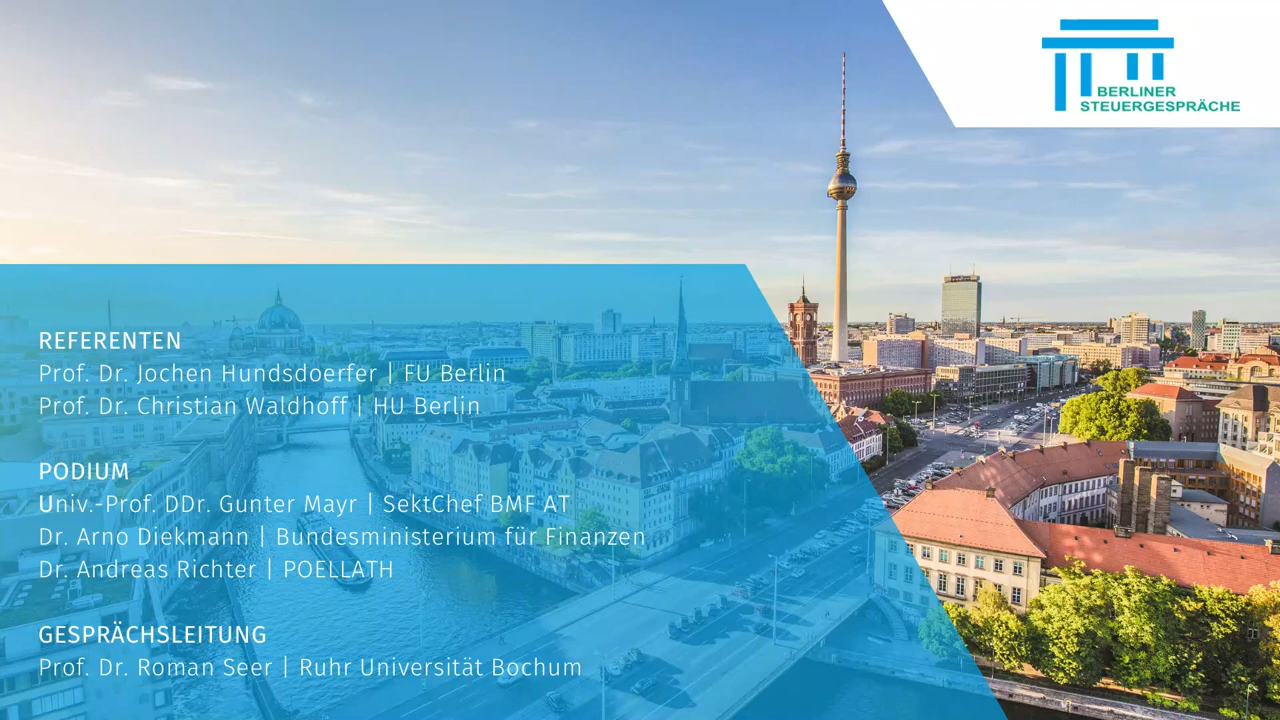 BERLINER
STEUERGESPRÄCHE
REFERENTEN
Prof. Dr. Jochen Hundsdoerfer | FU Berlin
Prof. Dr. Christian Waldhoff | HU Berlin
PODIUM
Univ.-Prof. DDr. Gunter Mayr | SektChef BMF AT
Dr. Arno Diekmann | Bundesministerium für Finanzen
Dr. Andreas Richter | POELLATH
GESPRÄCHSLEITUNG
Prof. Dr. Roman Seer | Ruhr Universität Bochum